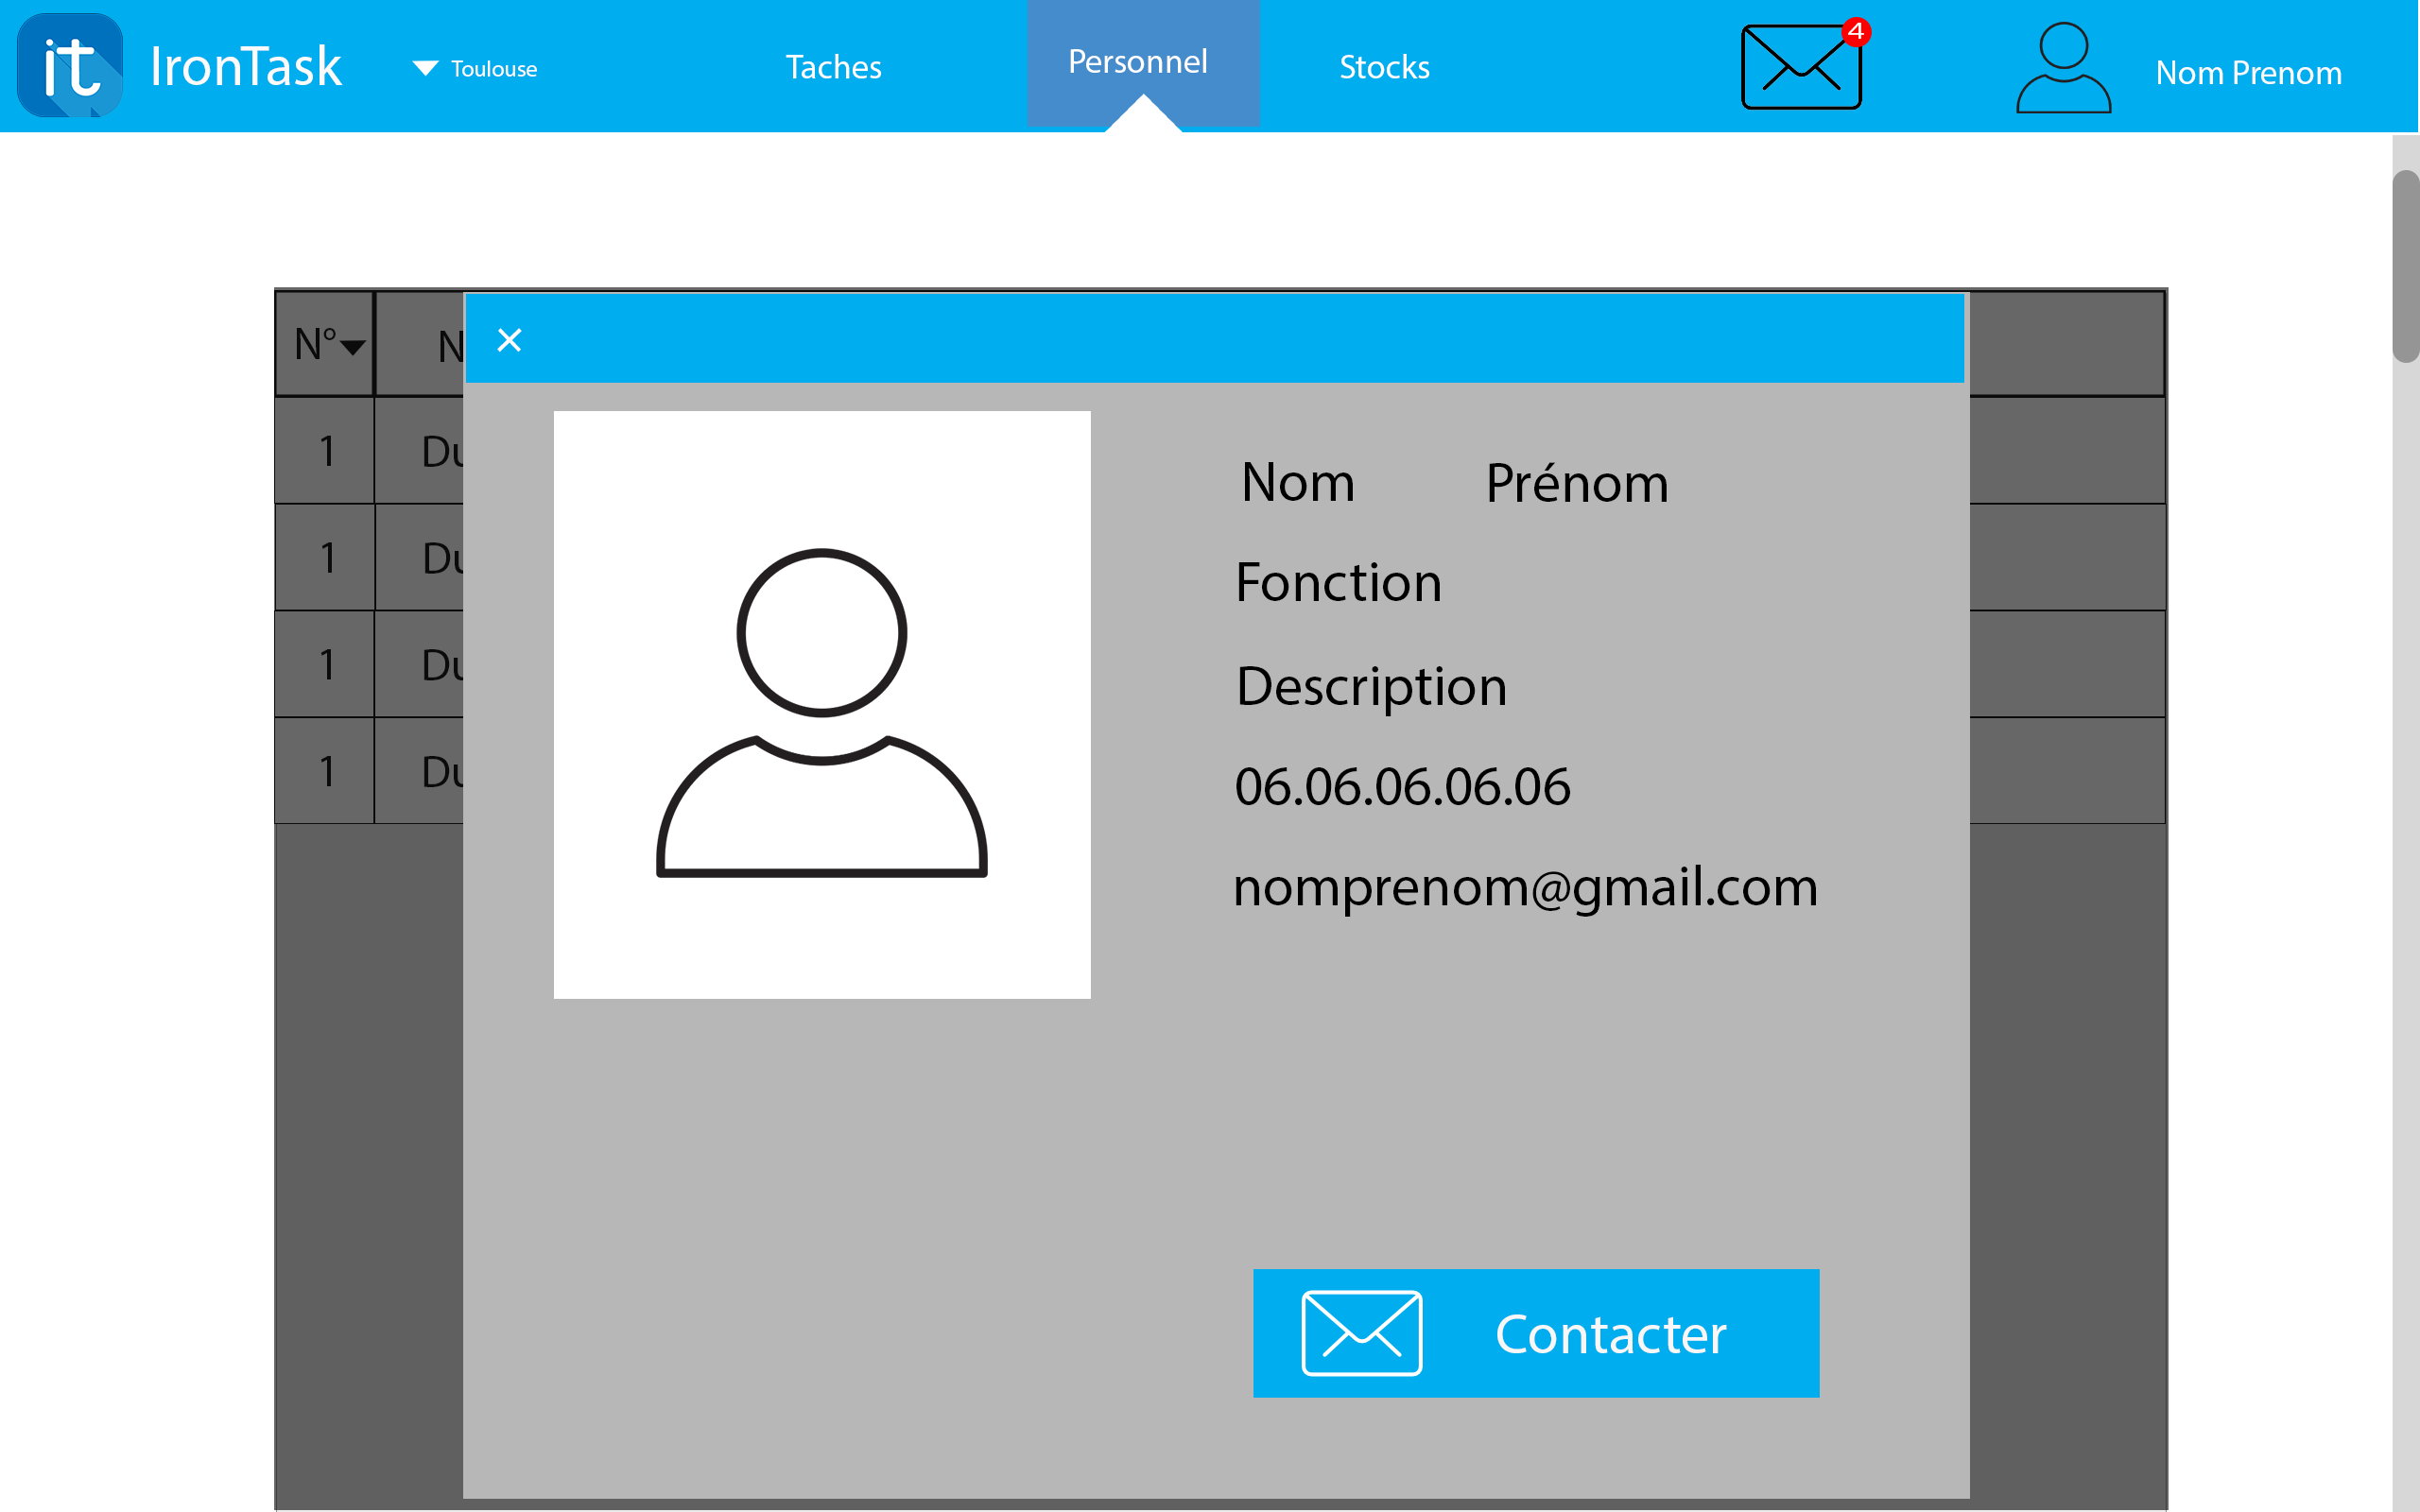 it IronTask Toulouse Taches Personnel Stocks 4 Nom Prenom
N°
1
1
1
1
Nom Prénom
Fonction
Description
06.06.06.06.06
nomprenom@gmail.com
Contacter